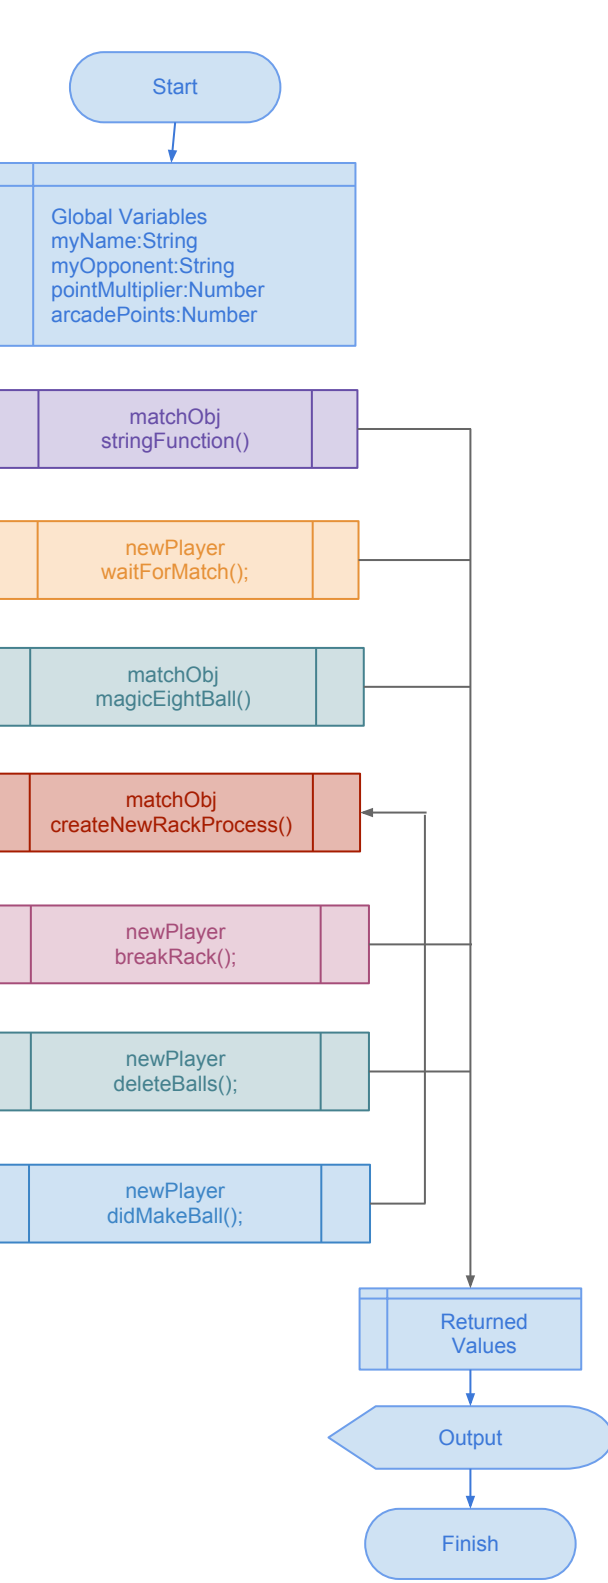 Start
Global Variables
myName:String
myOpponent:String
pointMultiplier:Number
arcadePoints:Number
matchObj
stringFunction()
newPlayer
waitForMatch();
matchObj
magicEightBall()
matchObj
createNewRackProcess()
newPlayer
breakRack();
newPlayer
deleteBalls();
newPlayer
didMakeBall();
Returned
Values
Output
Finish